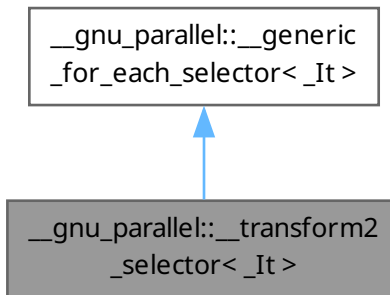 __gnu_parallel::__generic
_for_each_selector< _It >
__gnu_parallel::__transform2
_selector< _It >